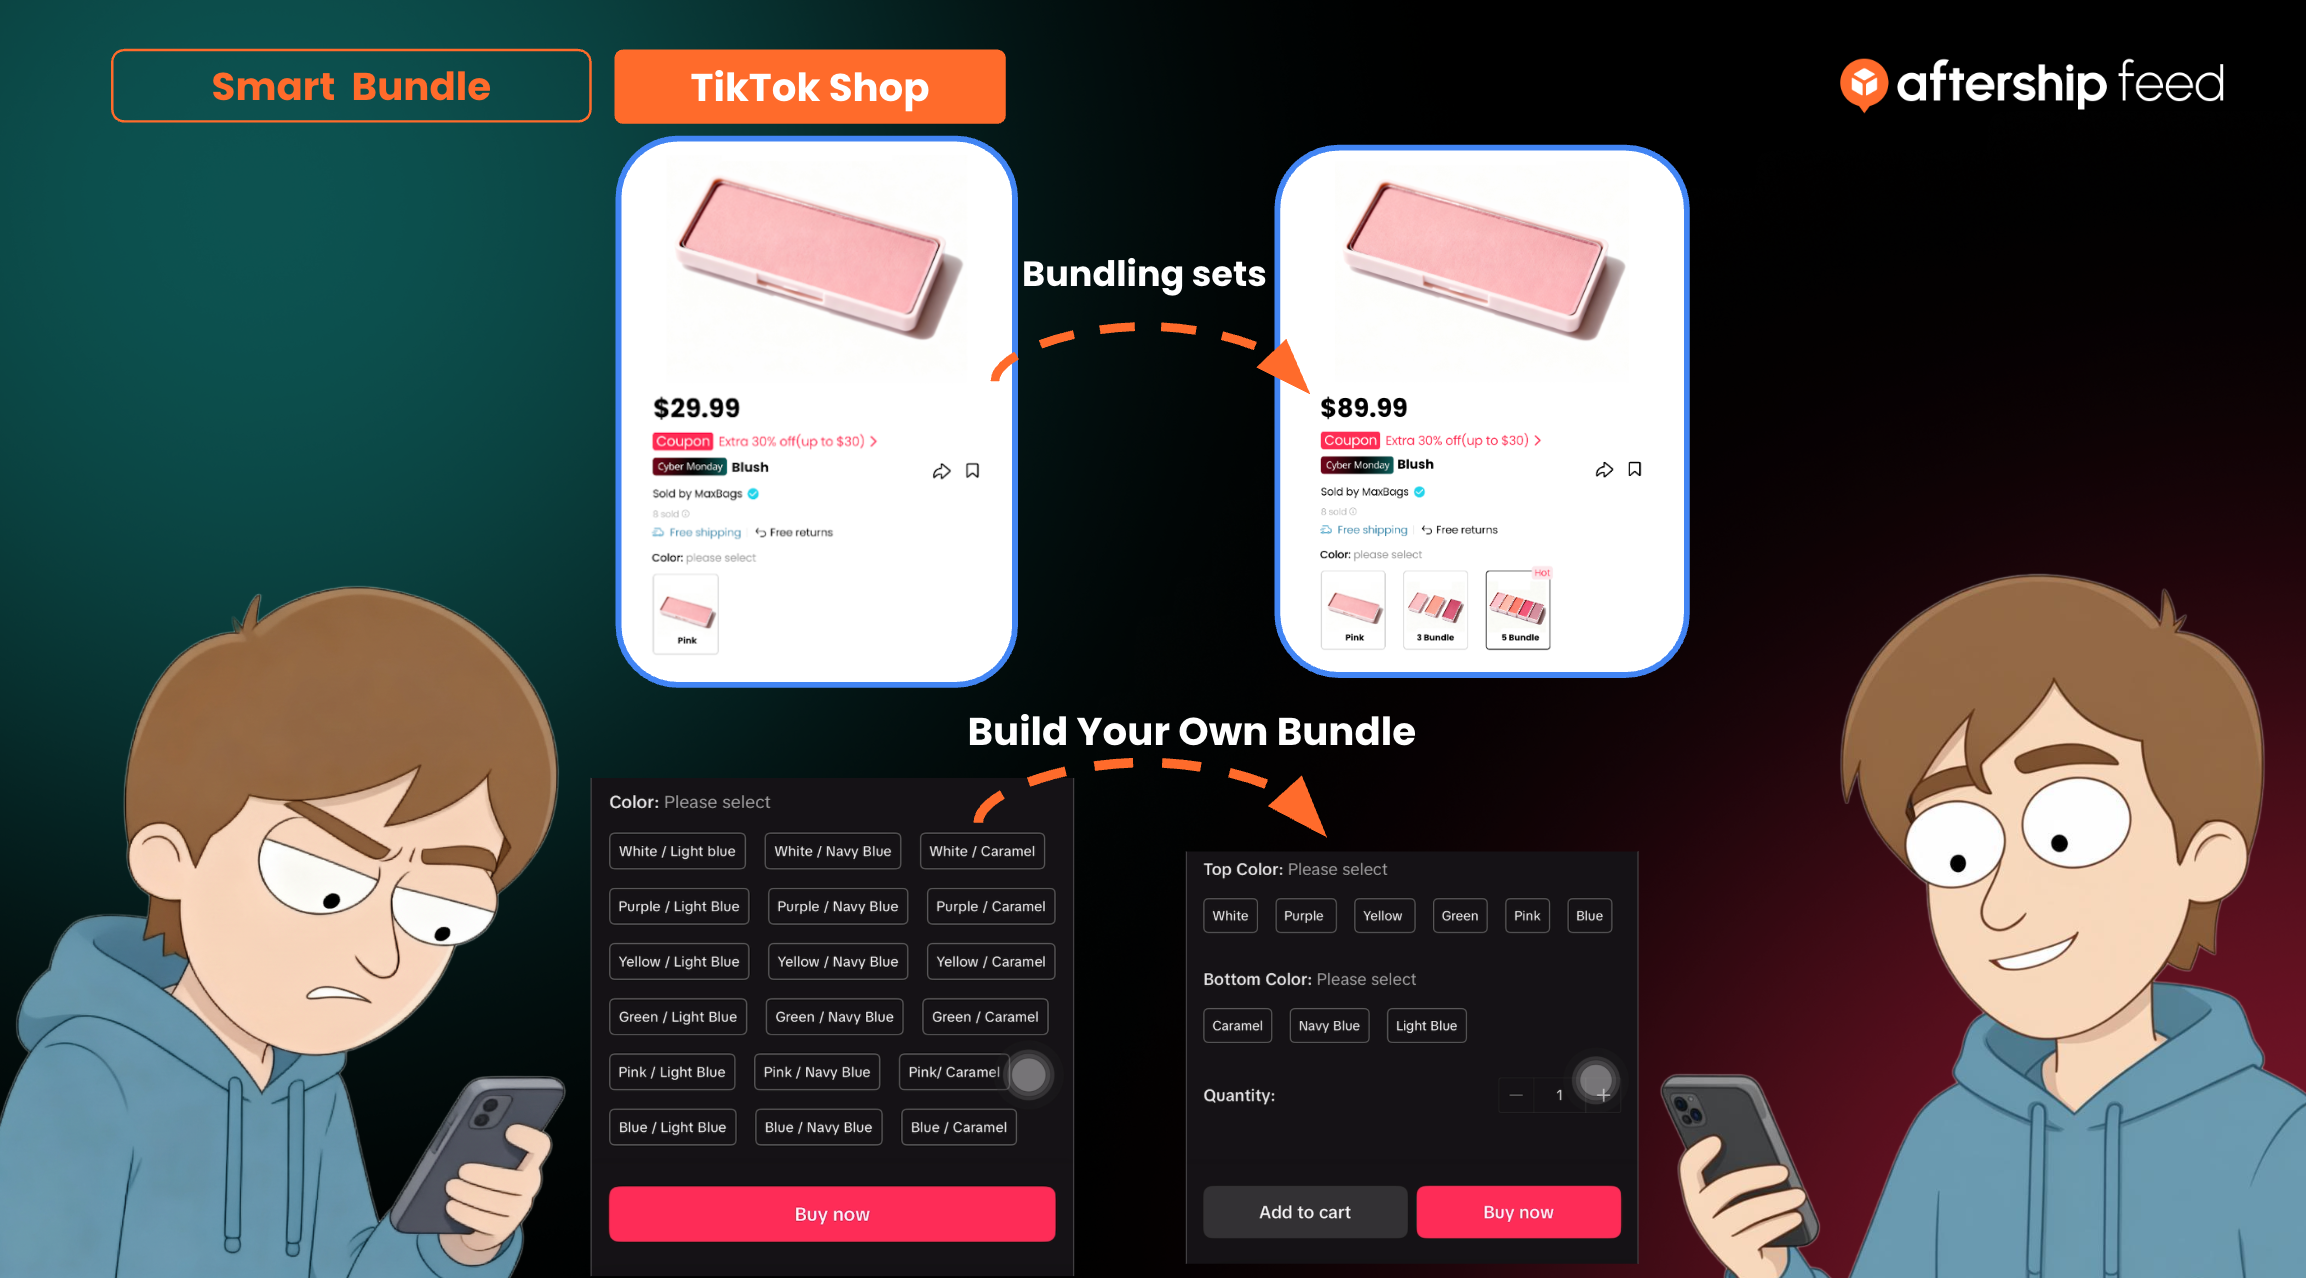 Smart Bundle
TikTok Shop
aftership feed
$29.99
Coupon Extra 30% off(up to $30) >
Cyber Monday Blush
Sold by MaxBags
8 sold
Free shipping Free returns
Color: please select
Pink
Bundling sets
$89.99
Coupon Extra 30% off(up to $30) >
Cyber Monday Blush
Sold by MaxBags
8 sold
Free shipping Free returns
Color: please select
Hot
Pink 3 Bundle 5 Bundle
Build Your Own Bundle
Color: Please select
White / Light blue White / Navy Blue White / Caramel
Purple / Light Blue Purple / Navy Blue Purple / Caramel
Yellow / Light Blue Yellow / Navy Blue Yellow / Caramel
Green / Light Blue Green / Navy Blue Green / Caramel
Pink / Light Blue Pink / Navy Blue Pink/ Caramel
Blue / Light Blue Blue / Navy Blue Blue / Caramel
Buy now
Top Color: Please select
White Purple Yellow Green Pink Blue
Bottom Color: Please select
Caramel Navy Blue Light Blue
Quantity: − 1 +
Add to cart Buy now